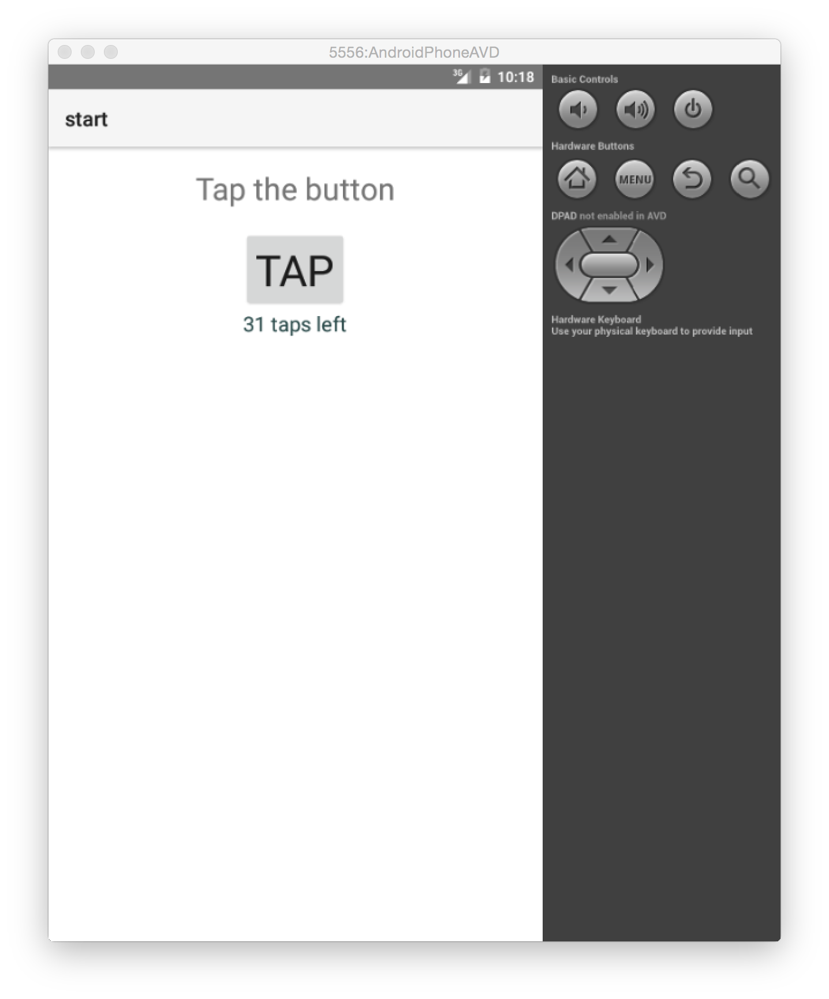 5556:AndroidPhoneAVD
3G 10:18
start
Tap the button
TAP
31 taps left
Basic Controls
Hardware Buttons
MENU
DPAD not enabled in AVD
Hardware Keyboard
Use your physical keyboard to provide input